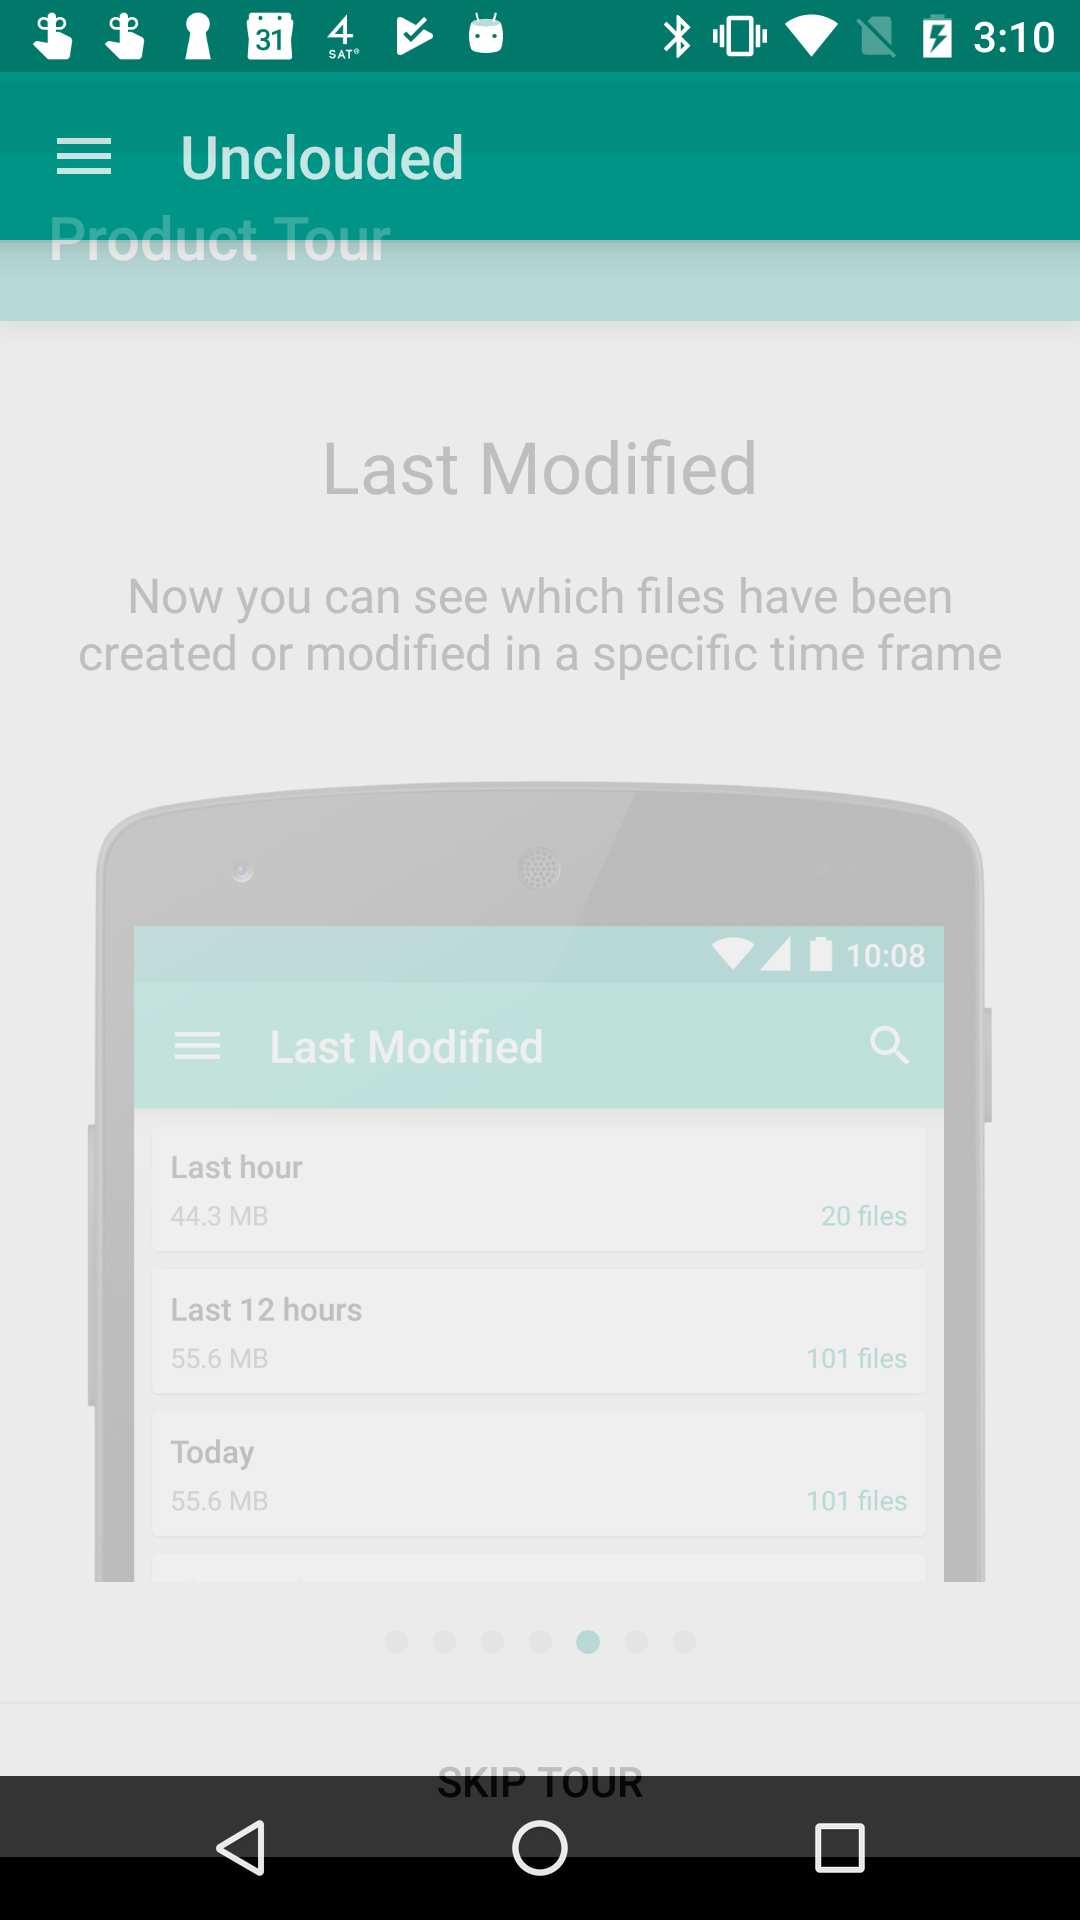 31
4
SAT®
3:10
Unclouded
Product Tour
Last Modified
Now you can see which files have been
created or modified in a specific time frame
10:08
Last Modified
Last hour
44.3 MB
20 files
Last 12 hours
55.6 MB
101 files
Today
55.6 MB
101 files
SKIP TOUR